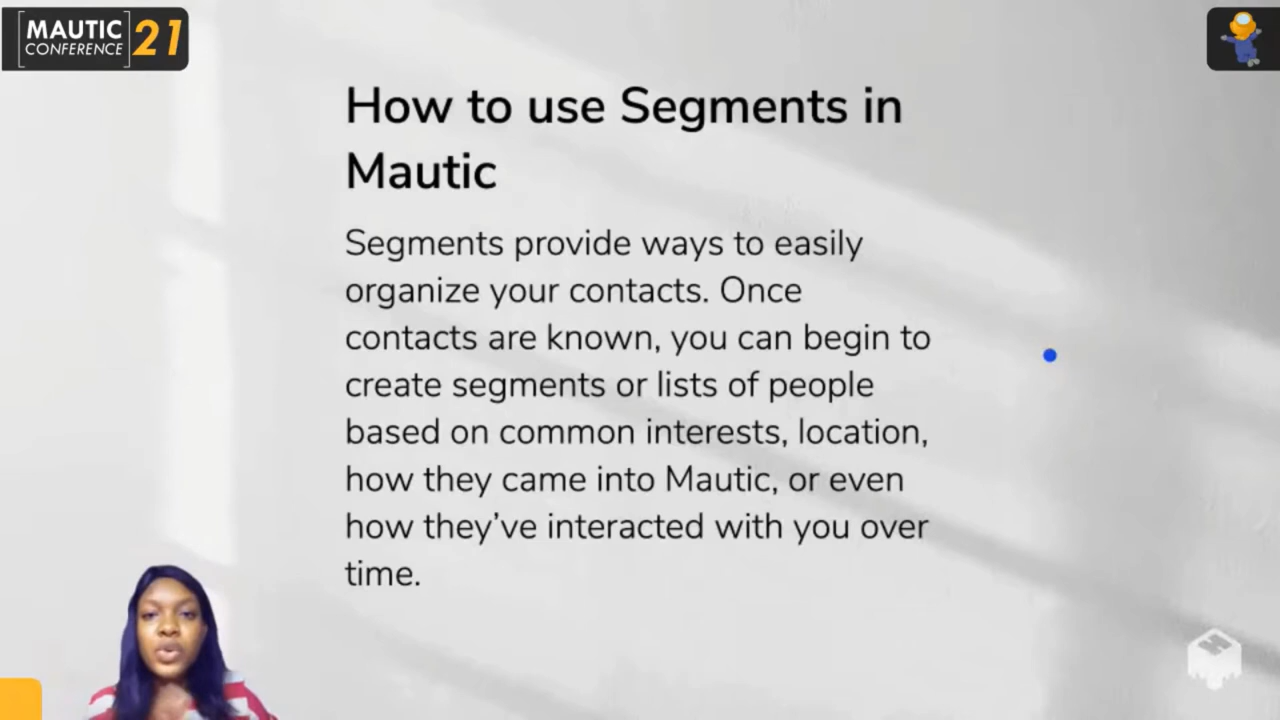 MAUTIC
CONFERENCE
21
How to use Segments in
Mautic
Segments provide ways to easily
organize your contacts. Once
contacts are known, you can begin to
create segments or lists of people
based on common interests, location,
how they came into Mautic, or even
how they’ve interacted with you over
time.